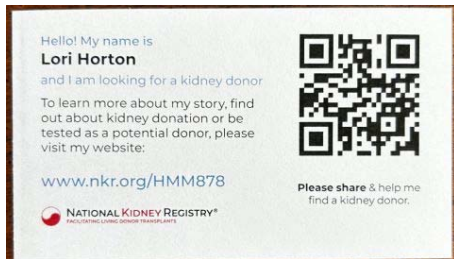 Hello! My name is
Lori Horton
and I am looking for a kidney donor
To learn more about my story, find
out about kidney donation or be
tested as a potential donor, please
visit my website:
www.nkr.org/HMM878
NATIONAL KIDNEY REGISTRY®
FACILITATING LIVING DONOR TRANSPLANTS
Please share & help me
find a kidney donor.